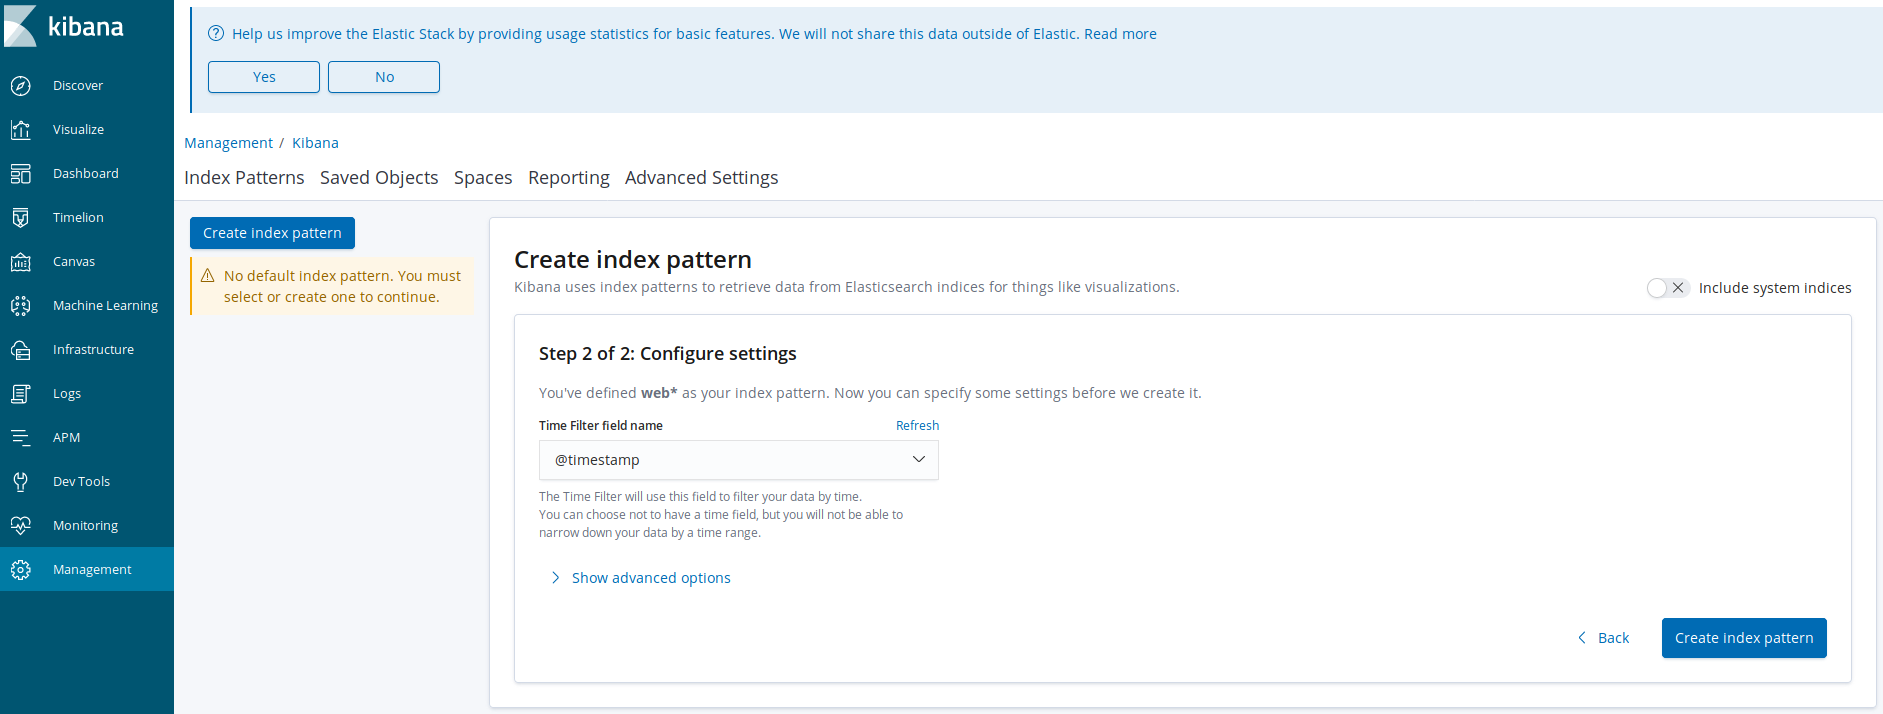 kibana
Discover
Visualize
Dashboard
Timelion
Canvas
Machine Learning
Infrastructure
Logs
APM
Dev Tools
Monitoring
Management
Help us improve the Elastic Stack by providing usage statistics for basic features. We will not share this data outside of Elastic. Read more
Yes No
Management / Kibana
Index Patterns Saved Objects Spaces Reporting Advanced Settings
Create index pattern
No default index pattern. You must
select or create one to continue.
Create index pattern
Kibana uses index patterns to retrieve data from Elasticsearch indices for things like visualizations.
Include system indices
Step 2 of 2: Configure settings
You've defined web* as your index pattern. Now you can specify some settings before we create it.
Time Filter field name Refresh
@timestamp
The Time Filter will use this field to filter your data by time.
You can choose not to have a time field, but you will not be able to
narrow down your data by a time range.
Show advanced options
Back Create index pattern